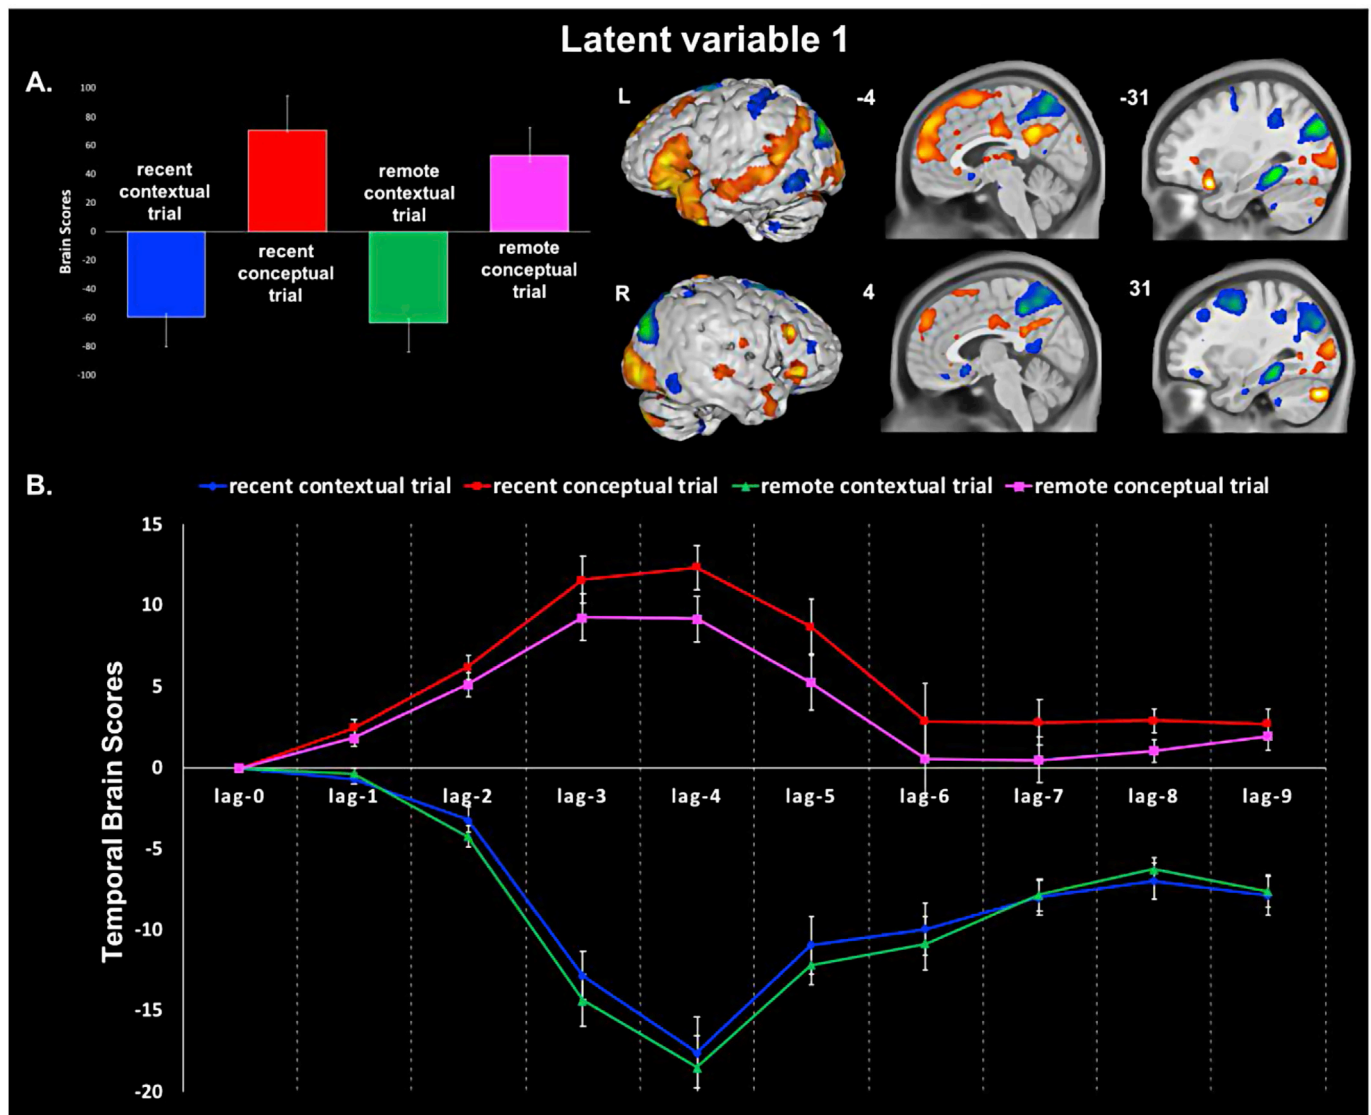 Latent variable 1
A.
100
80
60
40
20
0
-20
-40
-60
-80
-100
Brain Scores
recent
contextual
trial
recent
conceptual
trial
remote
contextual
trial
remote
conceptual
trial
L
-4
-31
R
4
31
B.
recent contextual trial
recent conceptual trial
remote contextual trial
remote conceptual trial
Temporal Brain Scores
15
10
5
0
-5
-10
-15
-20
lag-0
lag-1
lag-2
lag-3
lag-4
lag-5
lag-6
lag-7
lag-8
lag-9